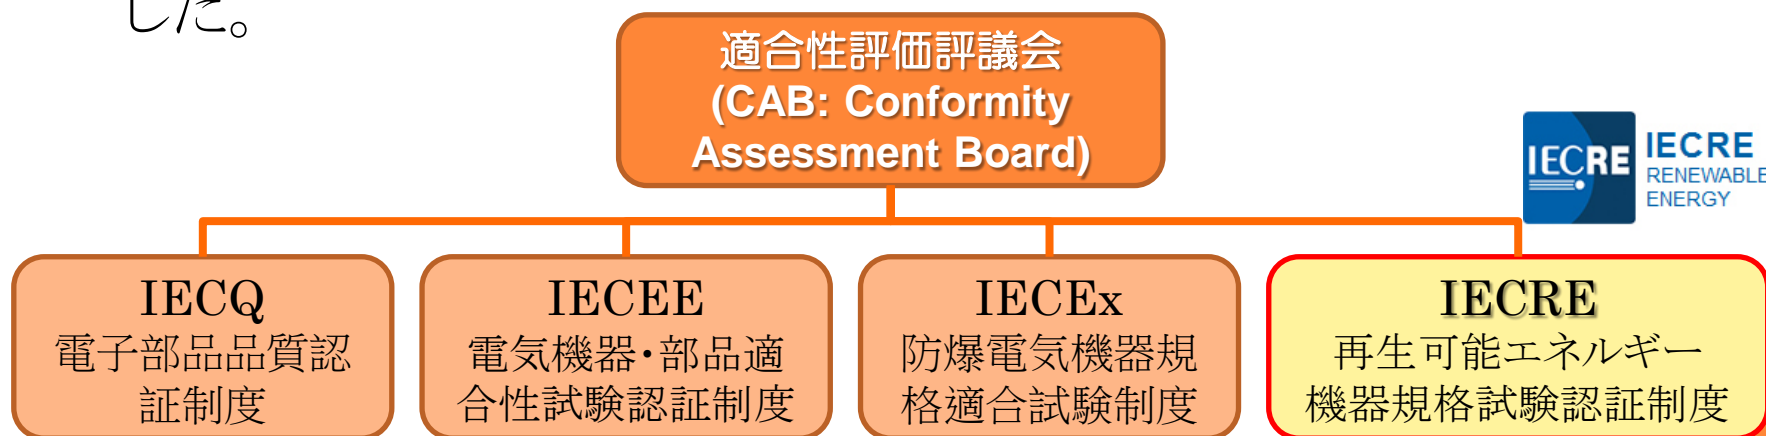 した。
適合性評価評議会
(CAB: Conformity
Assessment Board)
IECRE
IECRE
RENEWABLE
ENERGY
IECQ
電子部品品質認
証制度
IECEE
電気機器・部品適
合性試験認証制度
IECEx
防爆電気機器規
格適合試験制度
IECRE
再生可能エネルギー
機器規格試験認証制度